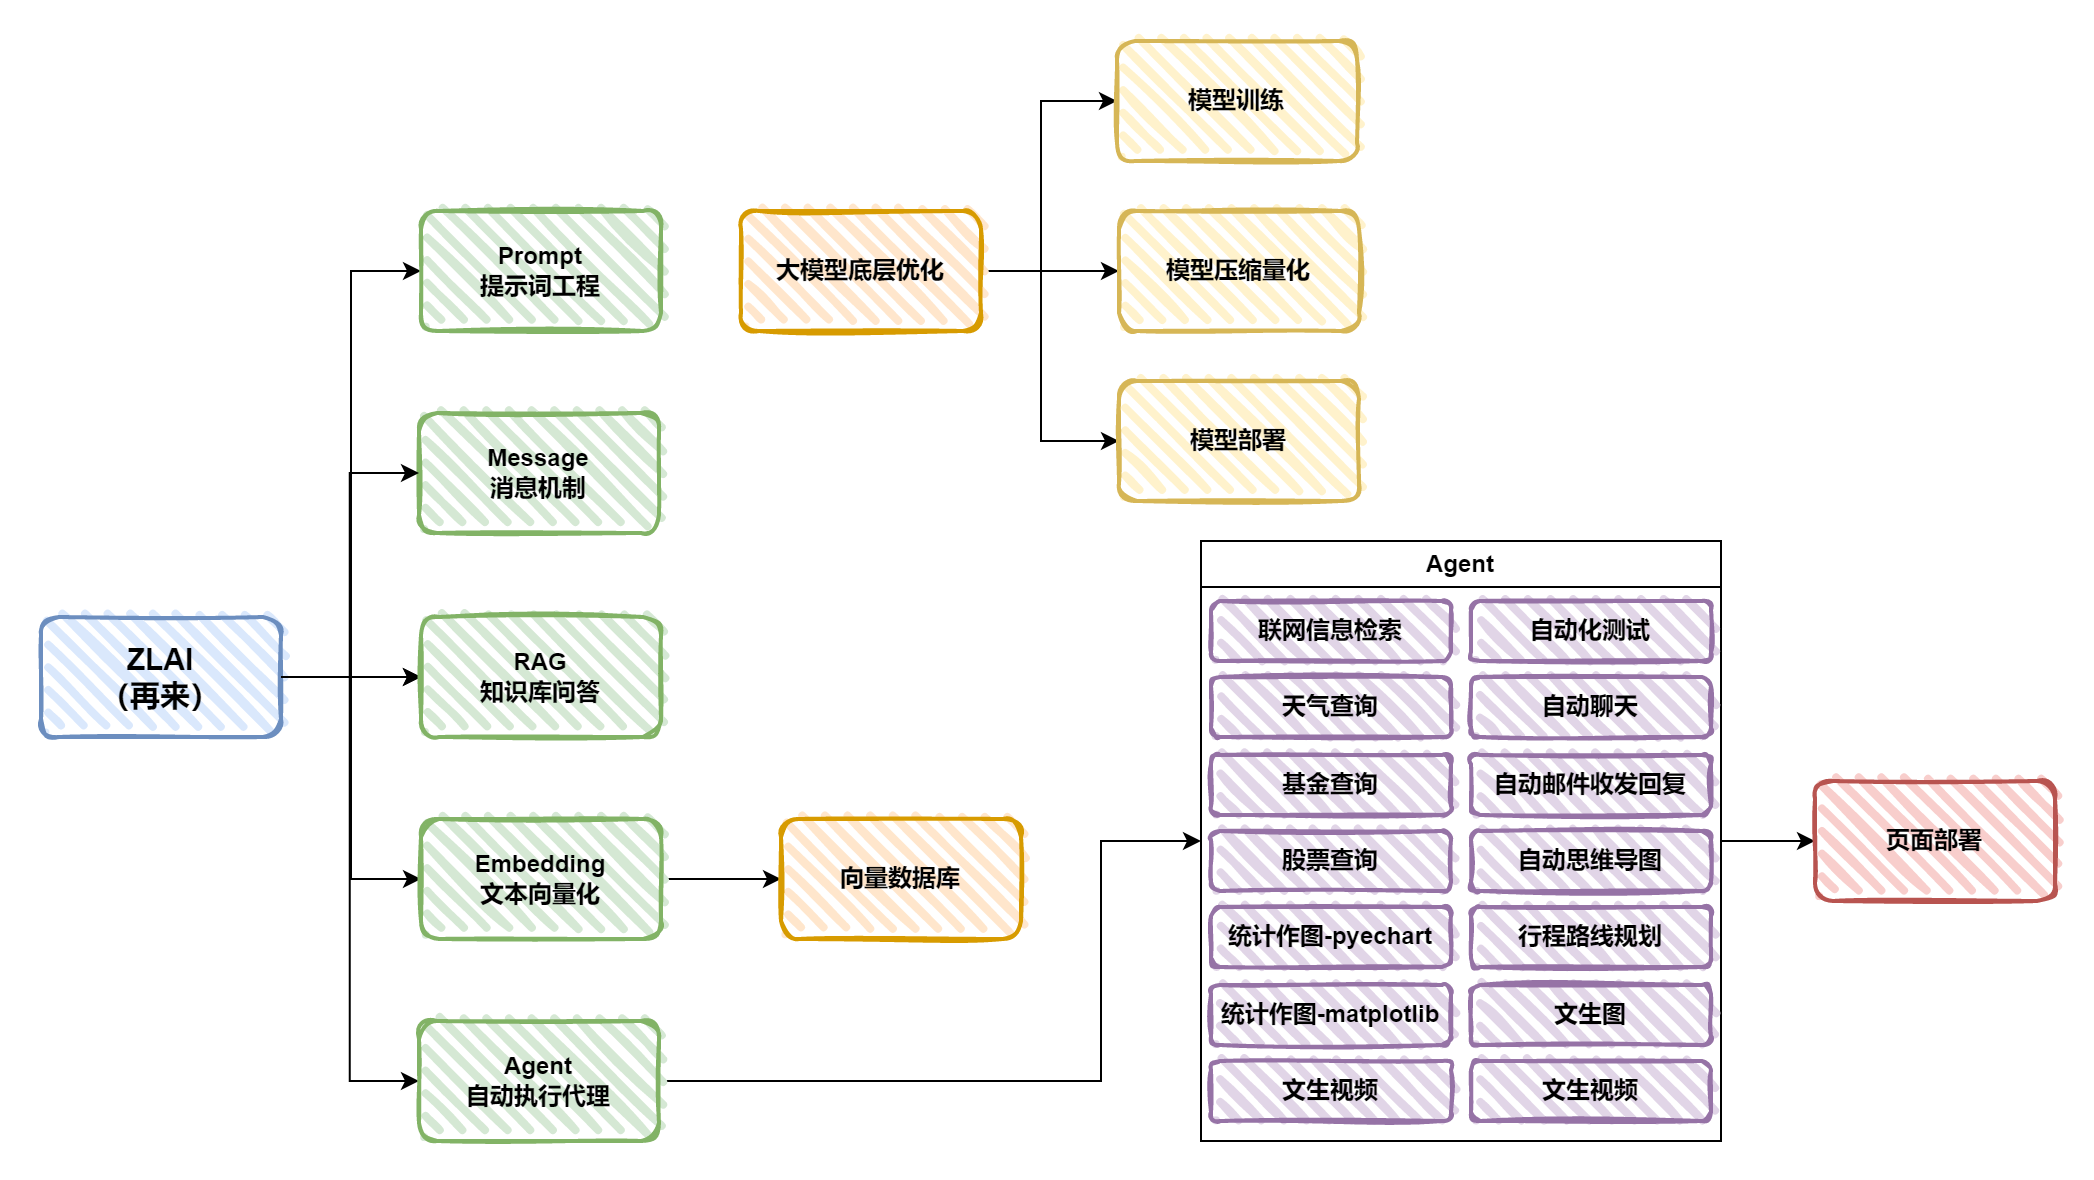 ZLAI
（再来）
Prompt
提示词工程
Message
消息机制
RAG
知识库问答
Embedding
文本向量化
Agent
自动执行代理
大模型底层优化
模型训练
模型压缩量化
模型部署
向量数据库
Agent
联网信息检索
自动化测试
天气查询
自动聊天
基金查询
自动邮件收发回复
股票查询
自动思维导图
统计作图-pyechart
行程路线规划
统计作图-matplotlib
文生图
文生视频
文生视频
页面部署